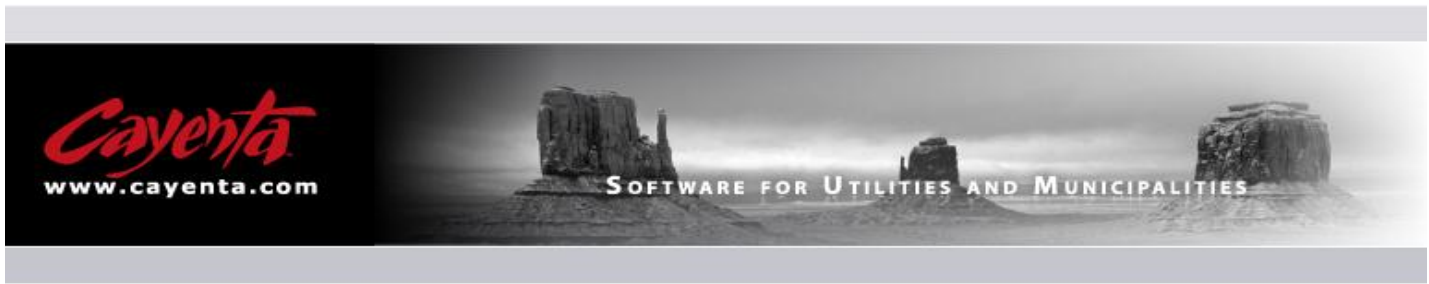 Cayenta
www.cayenta.com
SOFTWARE FOR UTILITIES AND MUNICIPALITIES